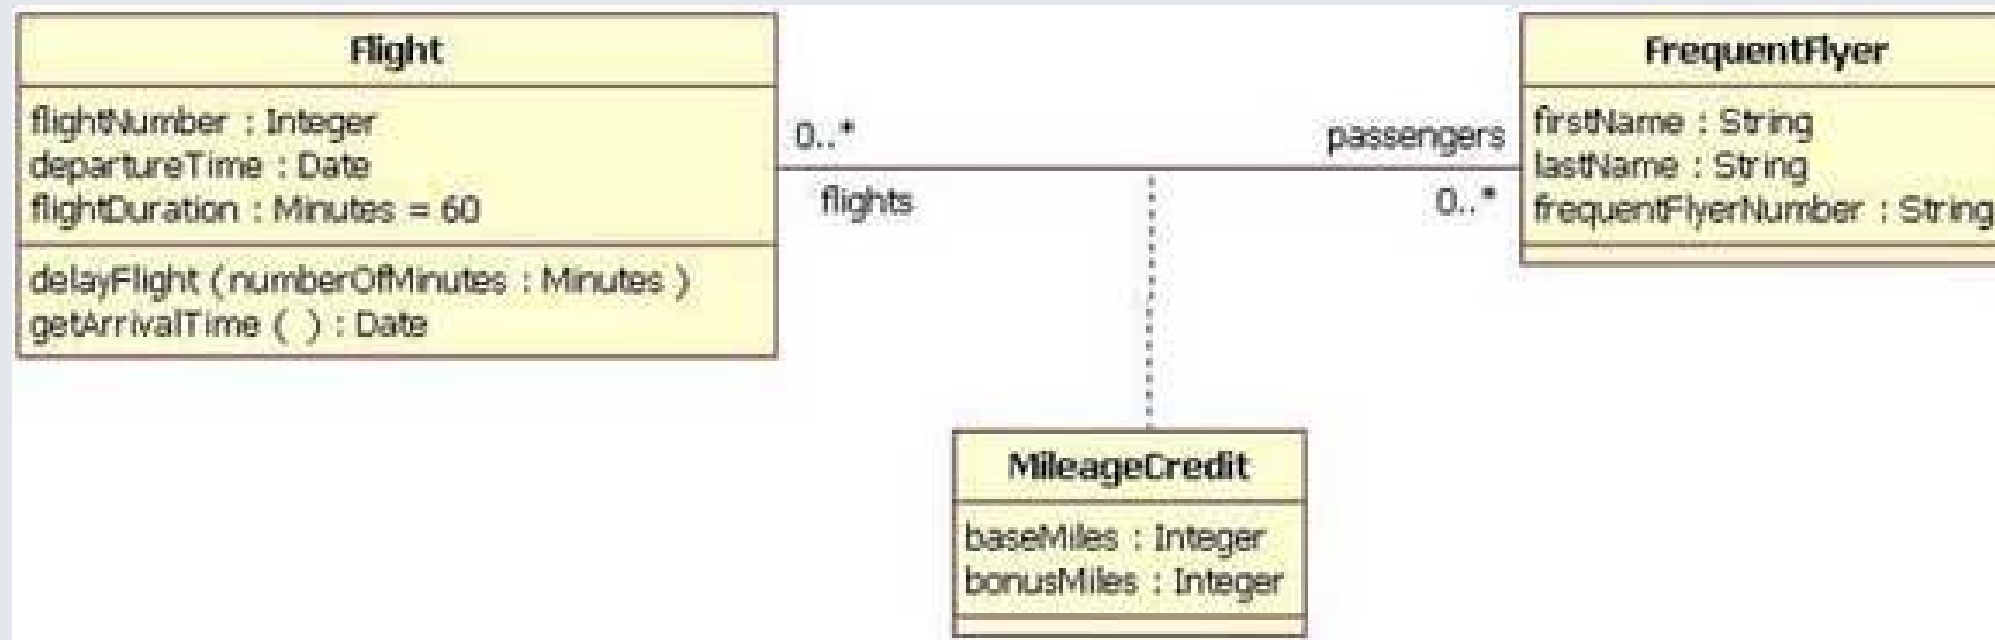 Flight
flightNumber : Integer
departureTime : Date
flightDuration : Minutes = 60
delayFlight ( numberOfMinutes : Minutes )
getArrivalTime ( ) : Date
0..*
flights
passengers
0..*
FrequentFlyer
firstName : String
lastName : String
frequentFlyerNumber : String
MileageCredit
baseMiles : Integer
bonusMiles : Integer